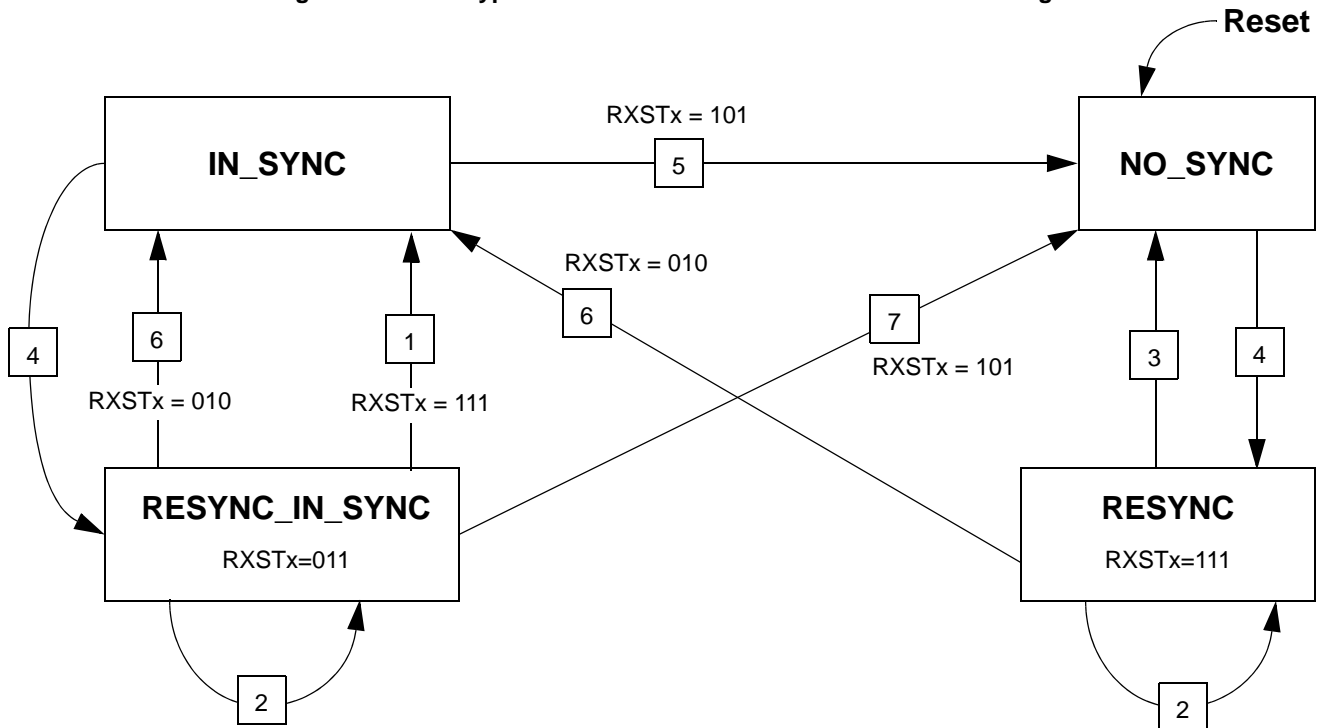 Reset
RXSTx = 101
IN_SYNC
5
NO_SYNC
RXSTx = 010
6
7
RXSTx = 101
4
6
1
3
4
RXSTx = 010
RXSTx = 111
RESYNC_IN_SYNC
RXSTx=011
RESYNC
RXSTx=111
2
2